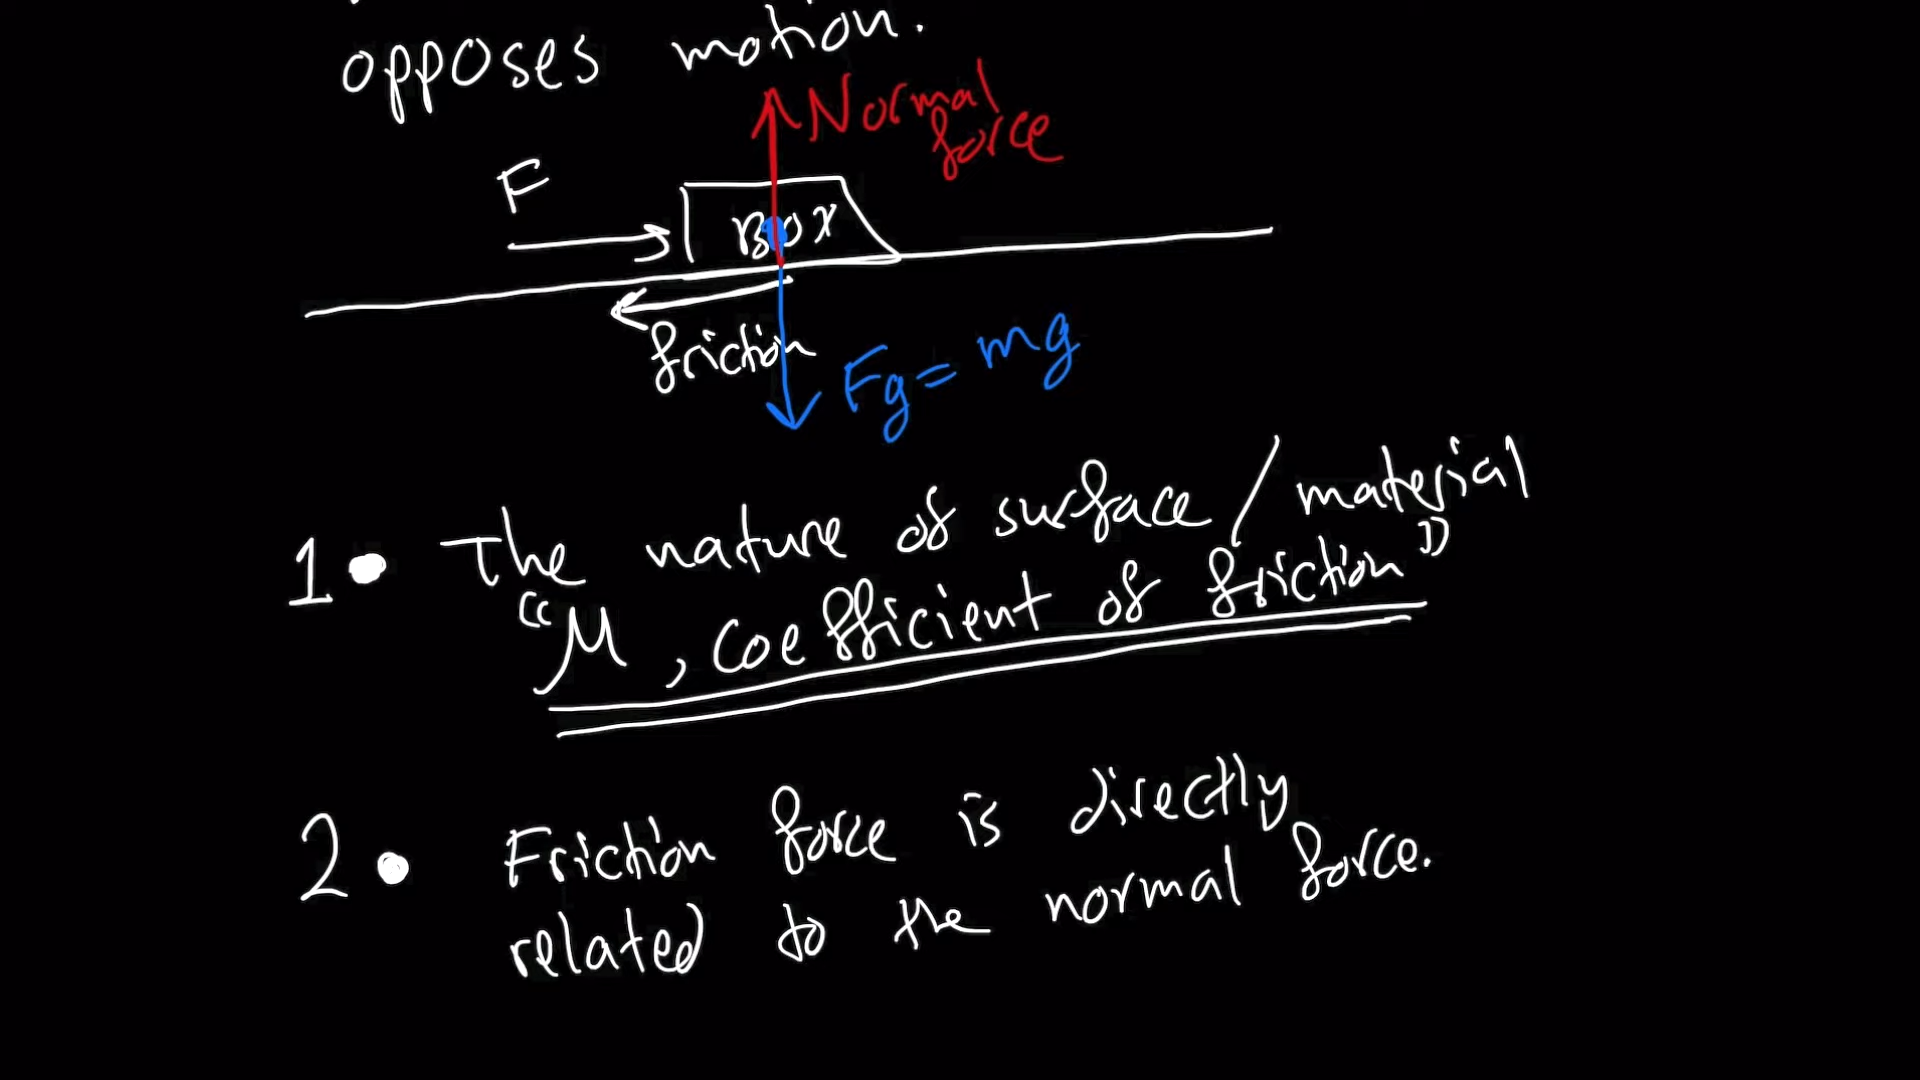 opposes motion.
Normal
force
F
BOX
friction
Fg = mg
1. The nature of surface / material
"μ, coefficient of friction"
2. Friction force is directly
related to the normal force.